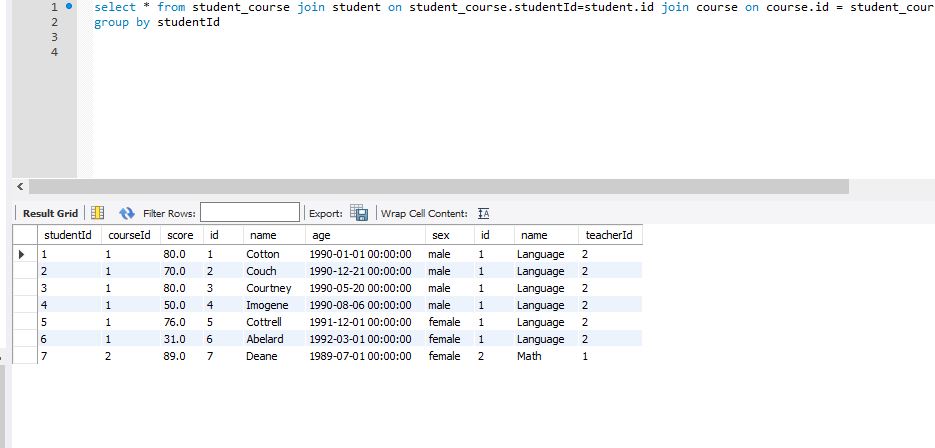 1 select * from student_course join student on student_course.studentId=student.id join course on course.id = student_cour
2 group by studentId
3
4
Result Grid Filter Rows: Export: Wrap Cell Content:
studentId courseId score id name age sex id name teacherId
1 1 80.0 1 Cotton 1990-01-01 00:00:00 male 1 Language 2
2 1 70.0 2 Couch 1990-12-21 00:00:00 male 1 Language 2
3 1 80.0 3 Courtney 1990-05-20 00:00:00 male 1 Language 2
4 1 50.0 4 Imogene 1990-08-06 00:00:00 male 1 Language 2
5 1 76.0 5 Cottrell 1991-12-01 00:00:00 female 1 Language 2
6 1 31.0 6 Abelard 1992-03-01 00:00:00 female 1 Language 2
7 2 89.0 7 Deane 1989-07-01 00:00:00 female 2 Math 1